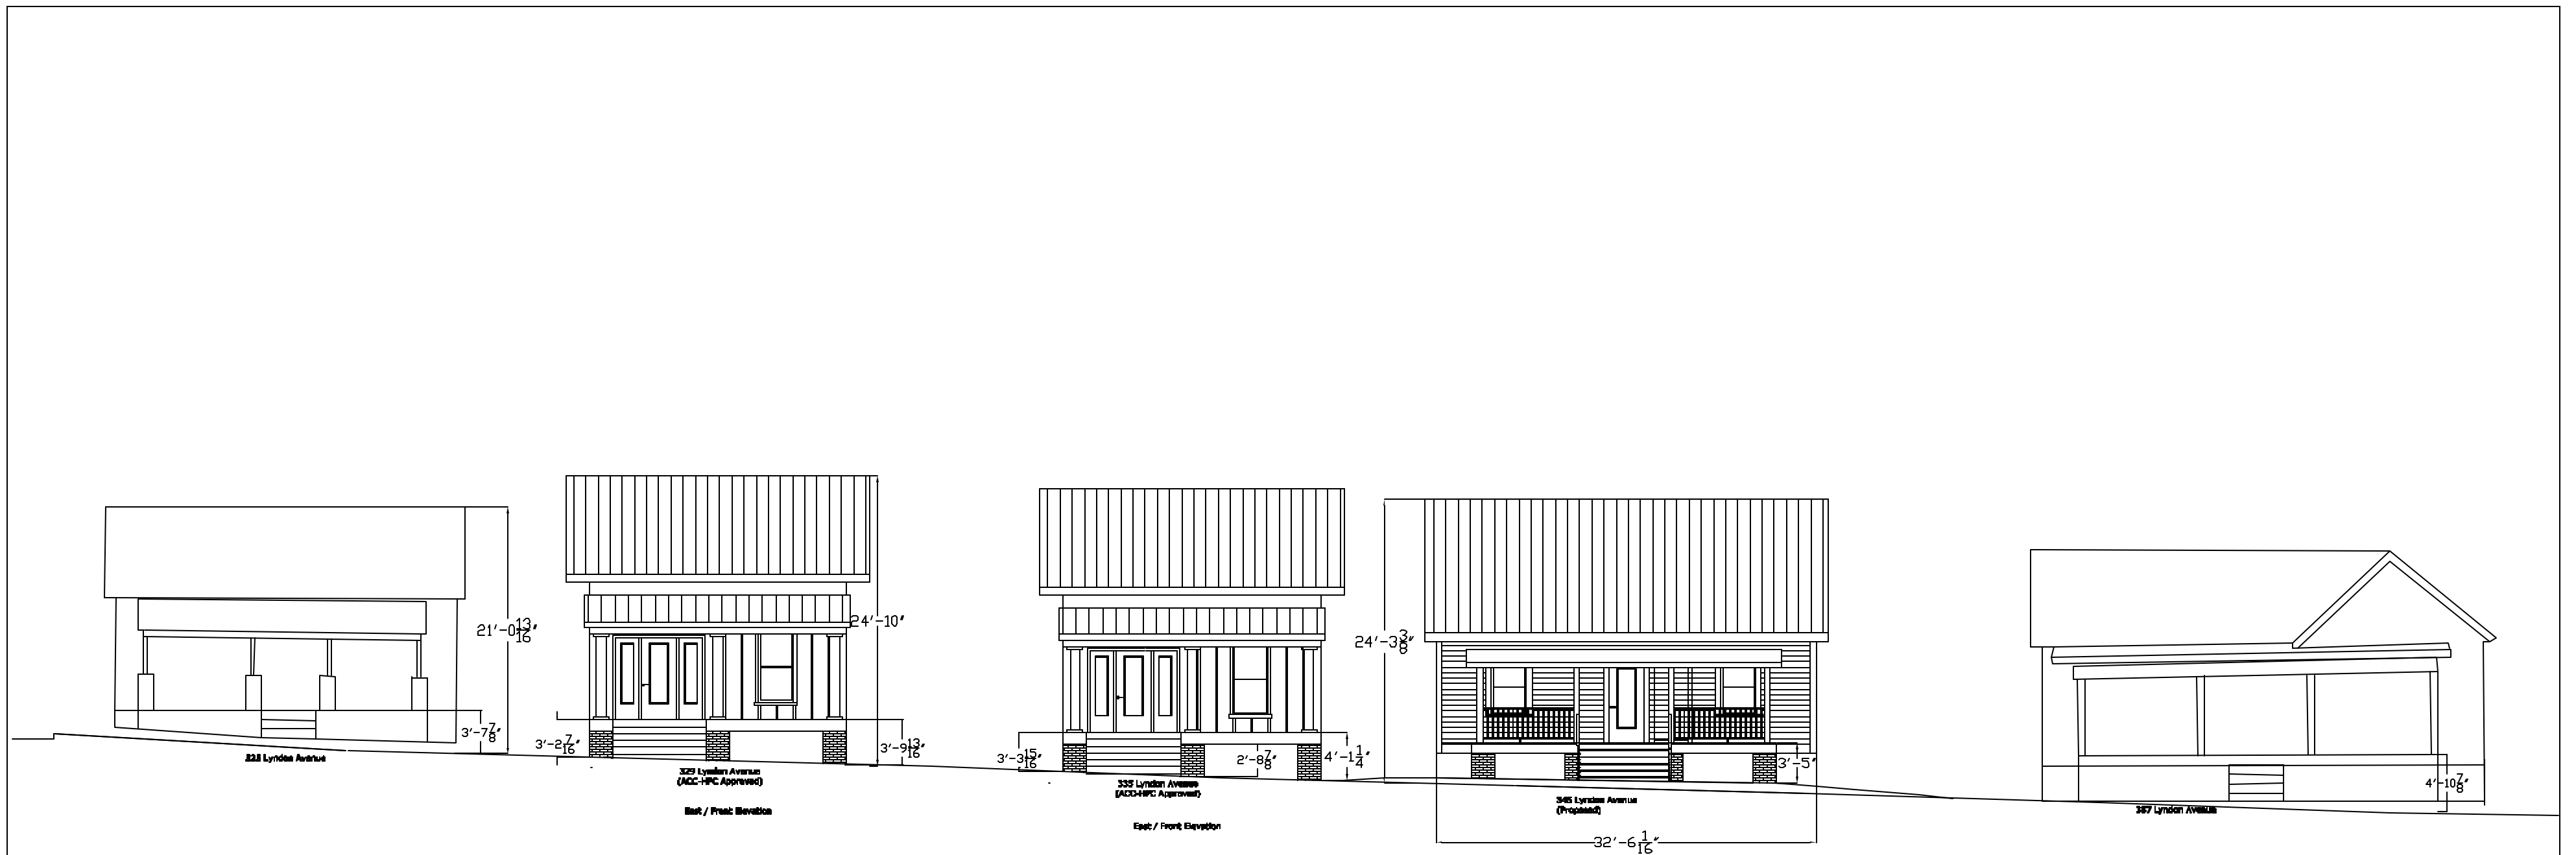 21'-0 13/16"
3'-7 7/8"
Lyndon Avenue
3'-2 7/16"
24'-10"
3'-9 13/16"
329 Lyndon Avenue
(ACC-HPC Approved)
East / Front Elevation
3'-3 15/16"
2'-8 7/8"
4'-1 1/4"
335 Lyndon Avenue
(ACC-HPC Approved)
East / Front Elevation
24'-3 3/8"
3'-5"
Lyndon Avenue
(Proposed)
32'-6 1/16"
4'-10 7/8"
Lyndon Avenue